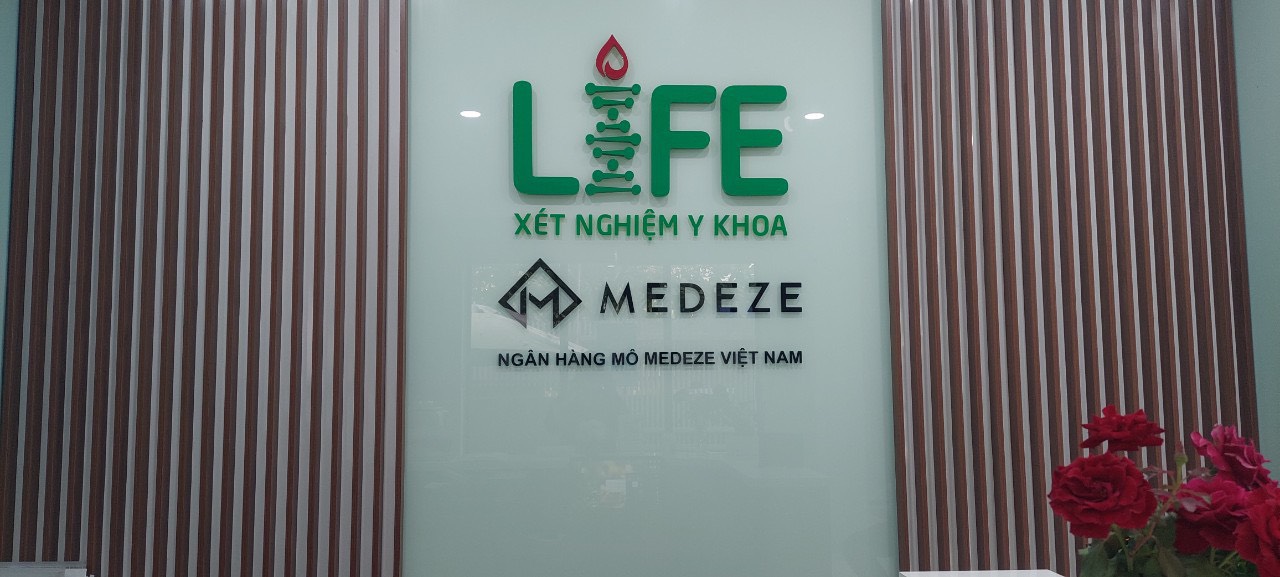 LIFE
XÉT NGHIỆM Y KHOA
MEDEZE
NGÂN HÀNG MÔ MEDEZE VIỆT NAM